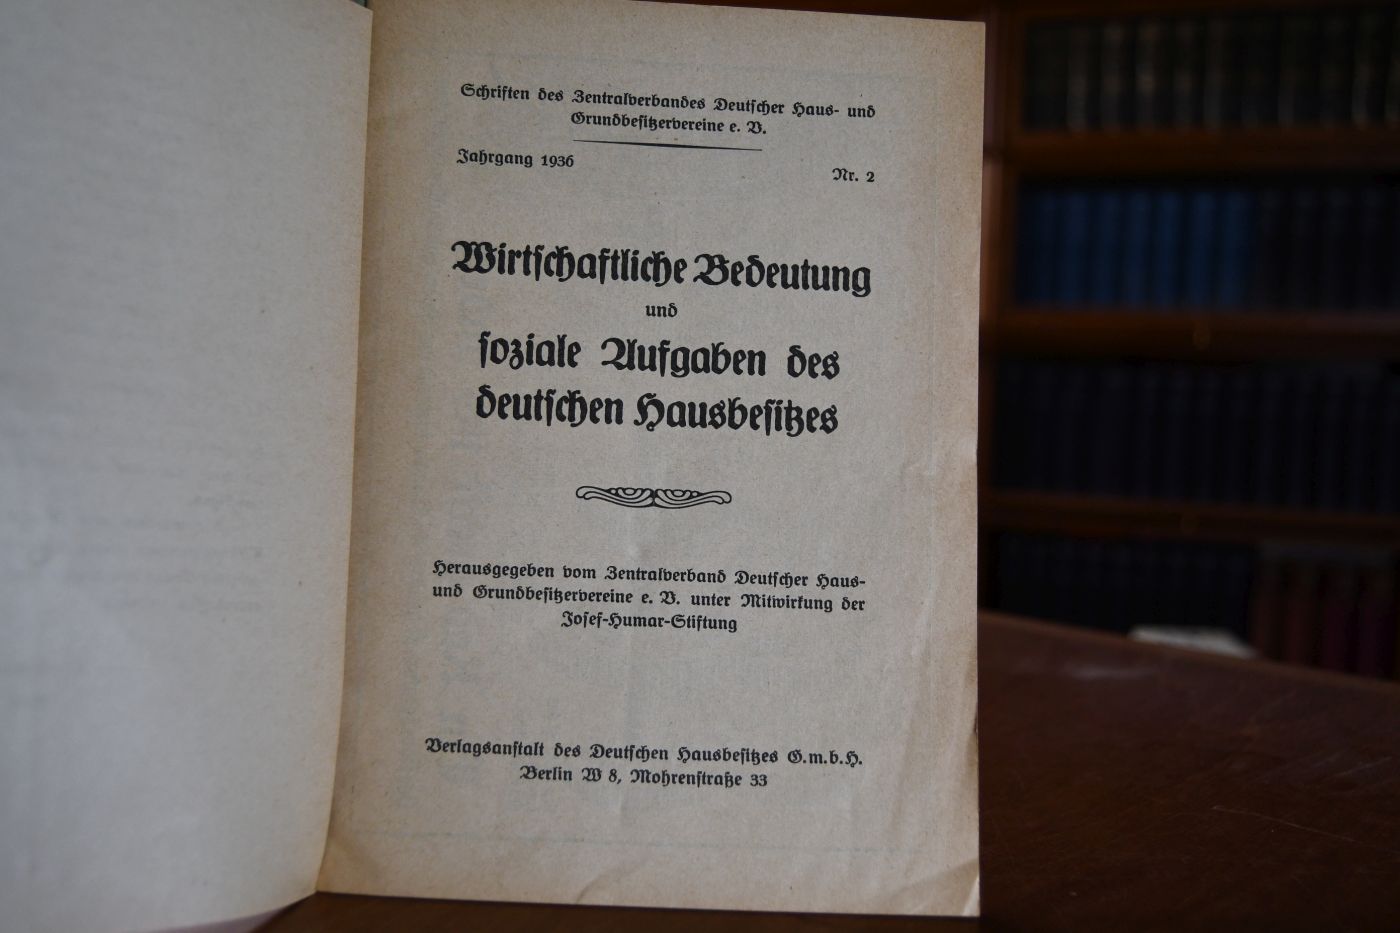 Schriften des Zentralverbandes Deutscher Haus- und
Grundbesitzervereine e. V.
Jahrgang 1936
Nr. 2
Wirtschaftliche Bedeutung
und
soziale Aufgaben des
deutschen Hausbesitzes
Herausgegeben vom Zentralverband Deutscher Haus-
und Grundbesitzervereine e. V. unter Mitwirkung der
Josef-Humar-Stiftung
Verlagsanstalt des Deutschen Hausbesitzes G.m.b.H.
Berlin W 8, Mohrenstraße 33